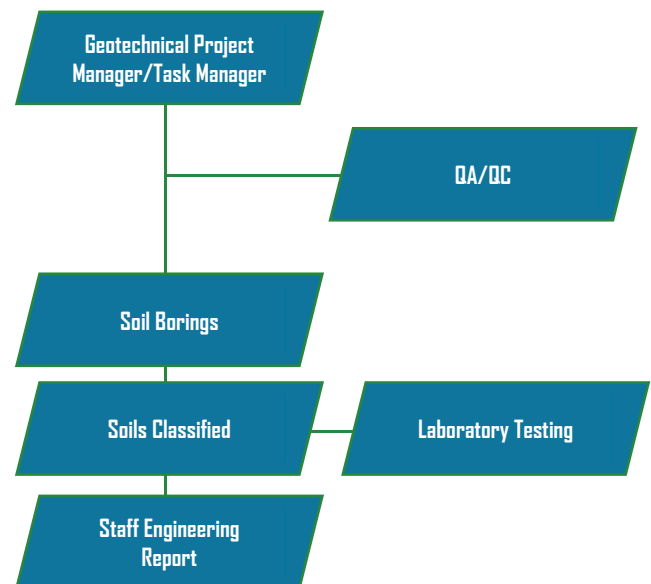 Geotechnical Project
Manager/Task Manager
QA/QC
Soil Borings
Soils Classified
Laboratory Testing
Staff Engineering
Report